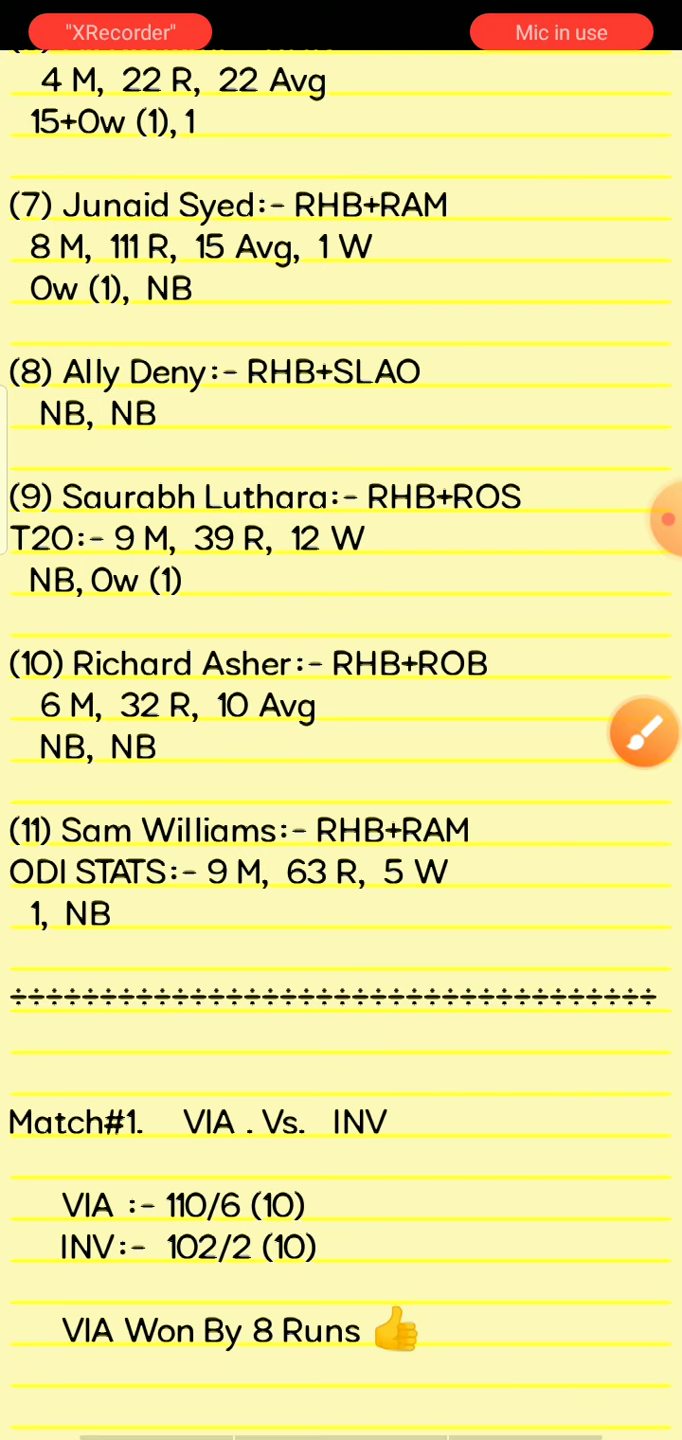 "XRecorder"
Mic in use
4 M, 22 R, 22 Avg
15+0w (1), 1
(7) Junaid Syed:- RHB+RAM
8 M, 111 R, 15 Avg, 1 W
0w (1), NB
(8) Ally Deny:- RHB+SLAO
NB, NB
(9) Saurabh Luthara:- RHB+ROS
T20:- 9 M, 39 R, 12 W
NB, 0w (1)
(10) Richard Asher:- RHB+ROB
6 M, 32 R, 10 Avg
NB, NB
(11) Sam Williams:- RHB+RAM
ODI STATS:- 9 M, 63 R, 5 W
1, NB
÷÷÷÷÷÷÷÷÷÷÷÷÷÷÷÷÷÷÷÷÷÷÷÷÷÷÷÷÷÷÷÷÷÷÷÷
Match#1. VIA . Vs. INV
VIA :- 110/6 (10)
INV:- 102/2 (10)
VIA Won By 8 Runs 👍